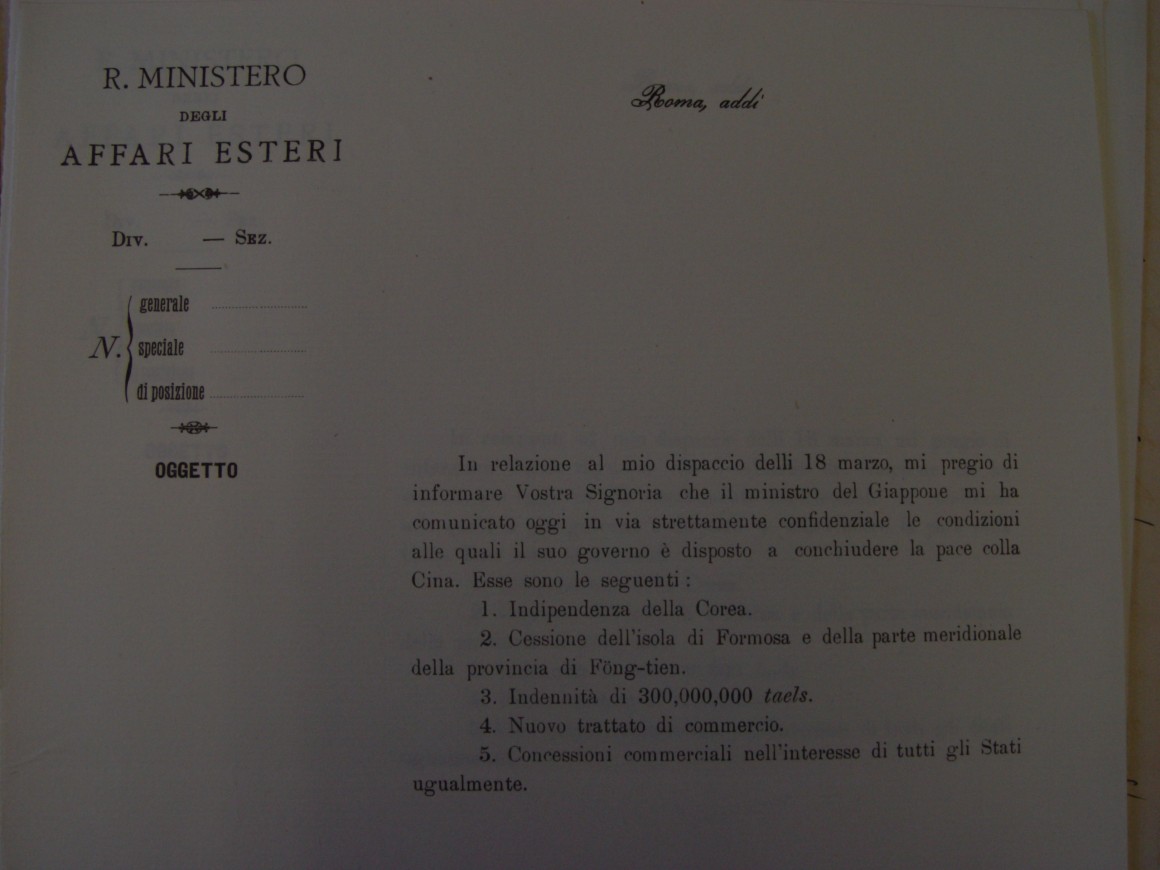 R. MINISTERO
DEGLI
AFFARI ESTERI
Div. — Sez.
N.
generale
speciale
di posizione
OGGETTO
Roma, addì
In relazione al mio dispaccio delli 18 marzo, mi pregio di
informare Vostra Signoria che il ministro del Giappone mi ha
comunicato oggi in via strettamente confidenziale le condizioni
alle quali il suo governo è disposto a conchiudere la pace colla
Cina. Esse sono le seguenti :
1. Indipendenza della Corea.
2. Cessione dell'isola di Formosa e della parte meridionale
della provincia di Föng-tien.
3. Indennità di 300,000,000 taels.
4. Nuovo trattato di commercio.
5. Concessioni commerciali nell'interesse di tutti gli Stati
ugualmente.